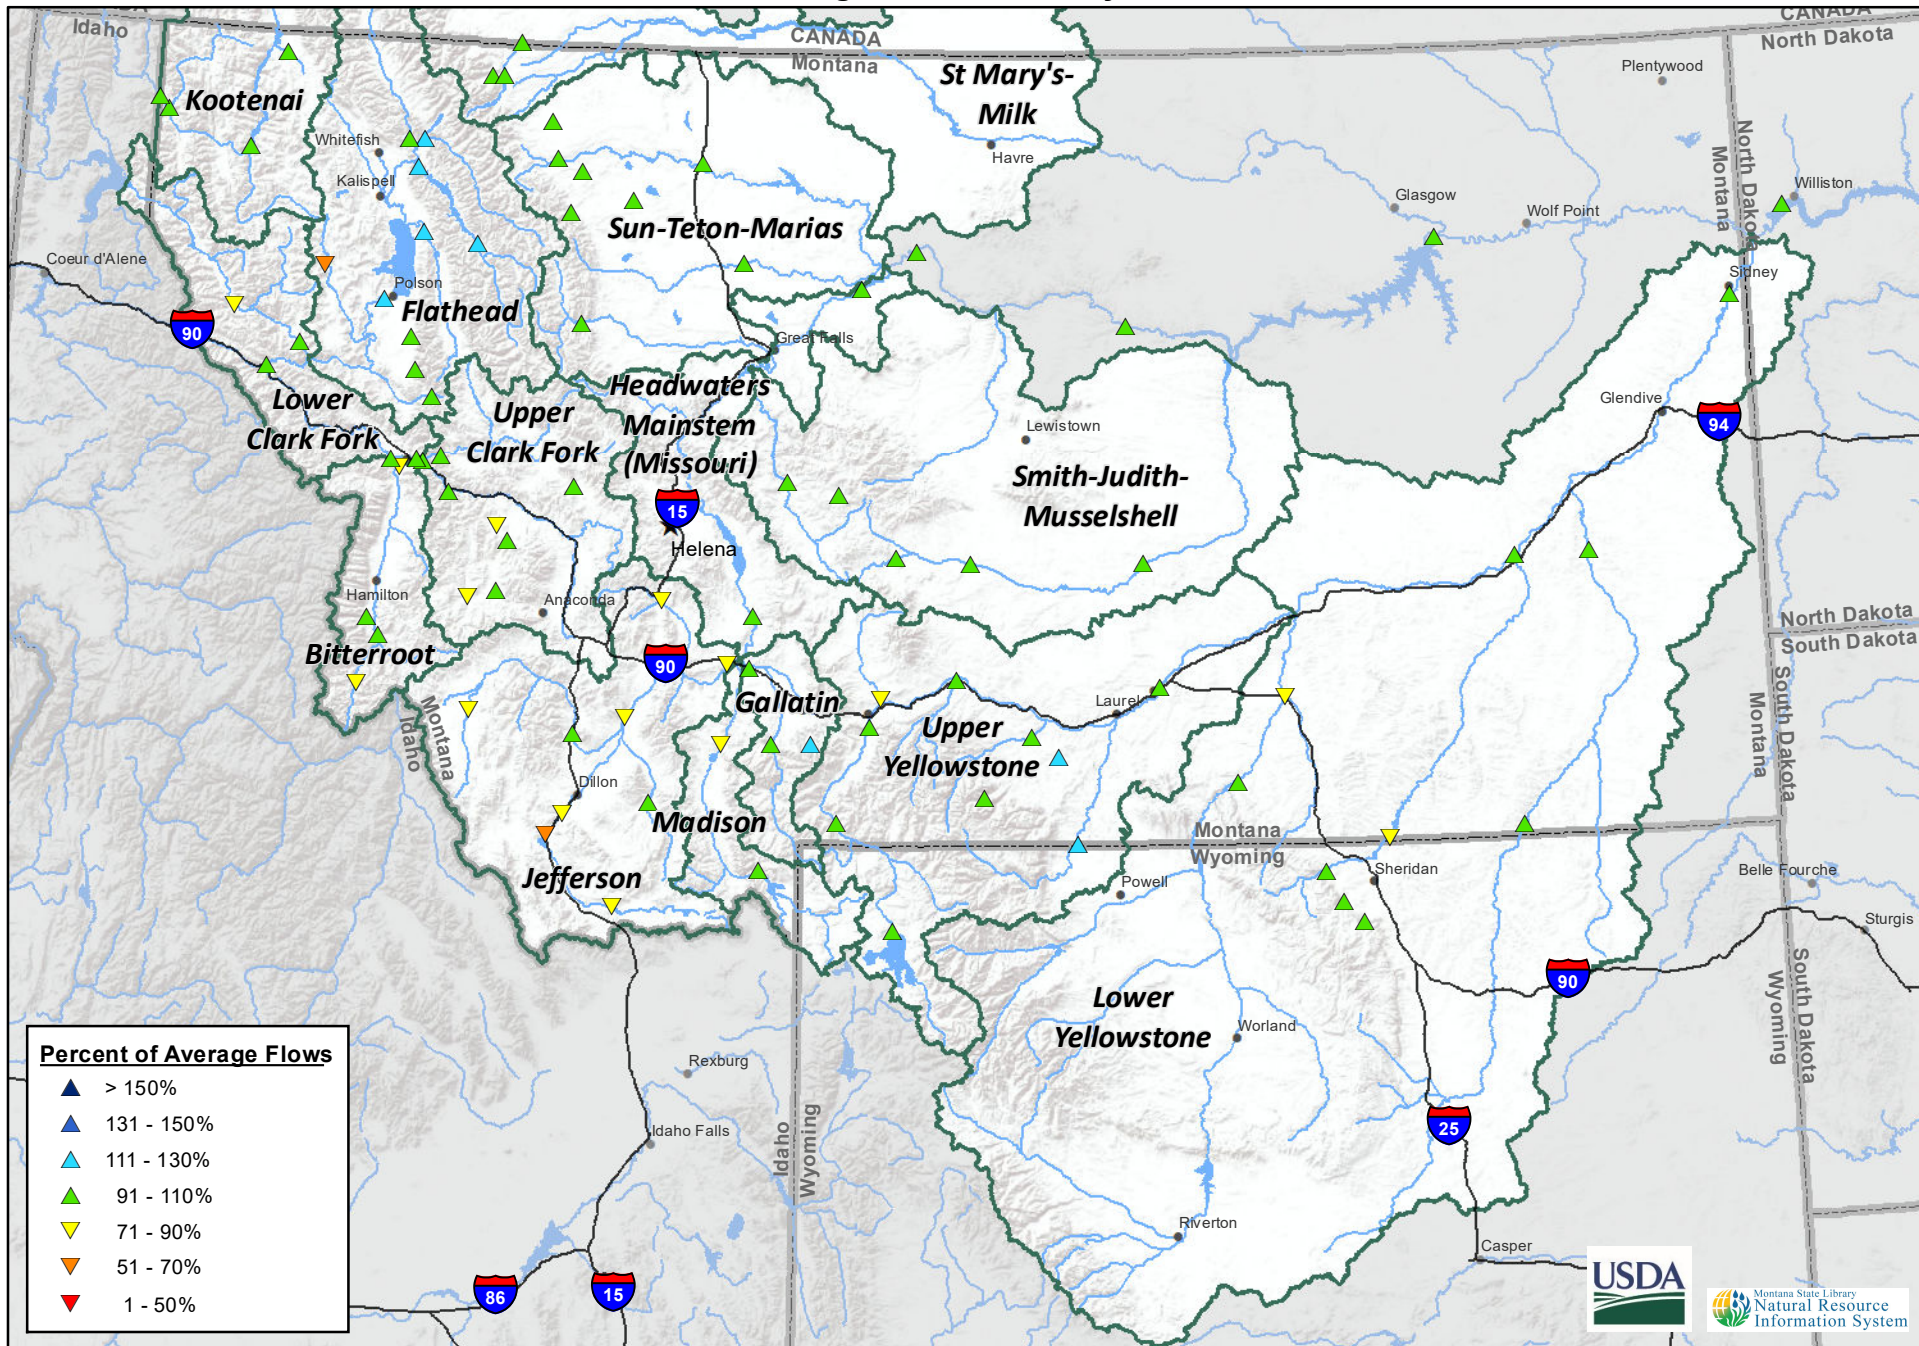 CANADA
Idaho
CANADA
Montana
CANADA
North Dakota
Plentywood
St Mary's-
Milk
Kootenai
Whitefish
Havre
North Dakota
Montana
Kalispell
Williston
Glasgow
Wolf Point
Sun-Teton-Marias
Coeur d'Alene
Sidney
Polson
Flathead
90
Great Falls
Headwaters
Mainstem
(Missouri)
Lower
Clark Fork
Upper
Clark Fork
Glendive
94
Lewistown
Smith-Judith-
Musselshell
15
Helena
Hamilton
Anaconda
North Dakota
South Dakota
Bitterroot
90
Montana
Idaho
Gallatin
Laurel
South Dakota
Montana
Upper
Yellowstone
Dillon
Madison
Montana
Wyoming
Jefferson
Powell
Sheridan
Belle Fourche
Sturgis
90
South Dakota
Wyoming
Lower
Yellowstone
Worland
Rexburg
Idaho Falls
Idaho
Wyoming
25
Riverton
Casper
86
15
Percent of Average Flows
> 150%
131 - 150%
111 - 130%
91 - 110%
71 - 90%
51 - 70%
1 - 50%
USDA
Montana State Library
Natural Resource
Information System